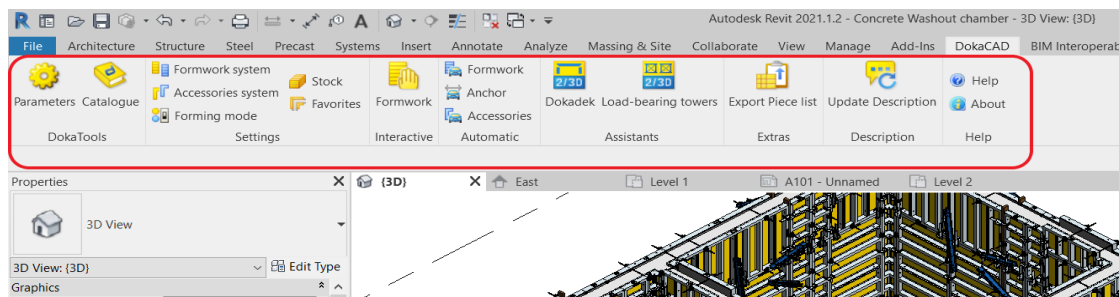 Autodesk Revit 2021.1.2 - Concrete Washout chamber - 3D View: {3D}
File Architecture Structure Steel Precast Systems Insert Annotate Analyze Massing & Site Collaborate View Manage Add-Ins DokaCAD BIM Interoperab
Parameters Catalogue
DokaTools
Formwork system
Accessories system
Forming mode
Stock
Favorites
Settings
Formwork
Interactive
Formwork
Anchor
Accessories
Automatic
2/3D 2/3D
Dokadek Load-bearing towers
Assistants
Export Piece list
Extras
Update Description
Description
Help
About
Help
Properties
{3D} East Level 1 A101 - Unnamed Level 2
3D View
3D View: {3D} Edit Type
Graphics